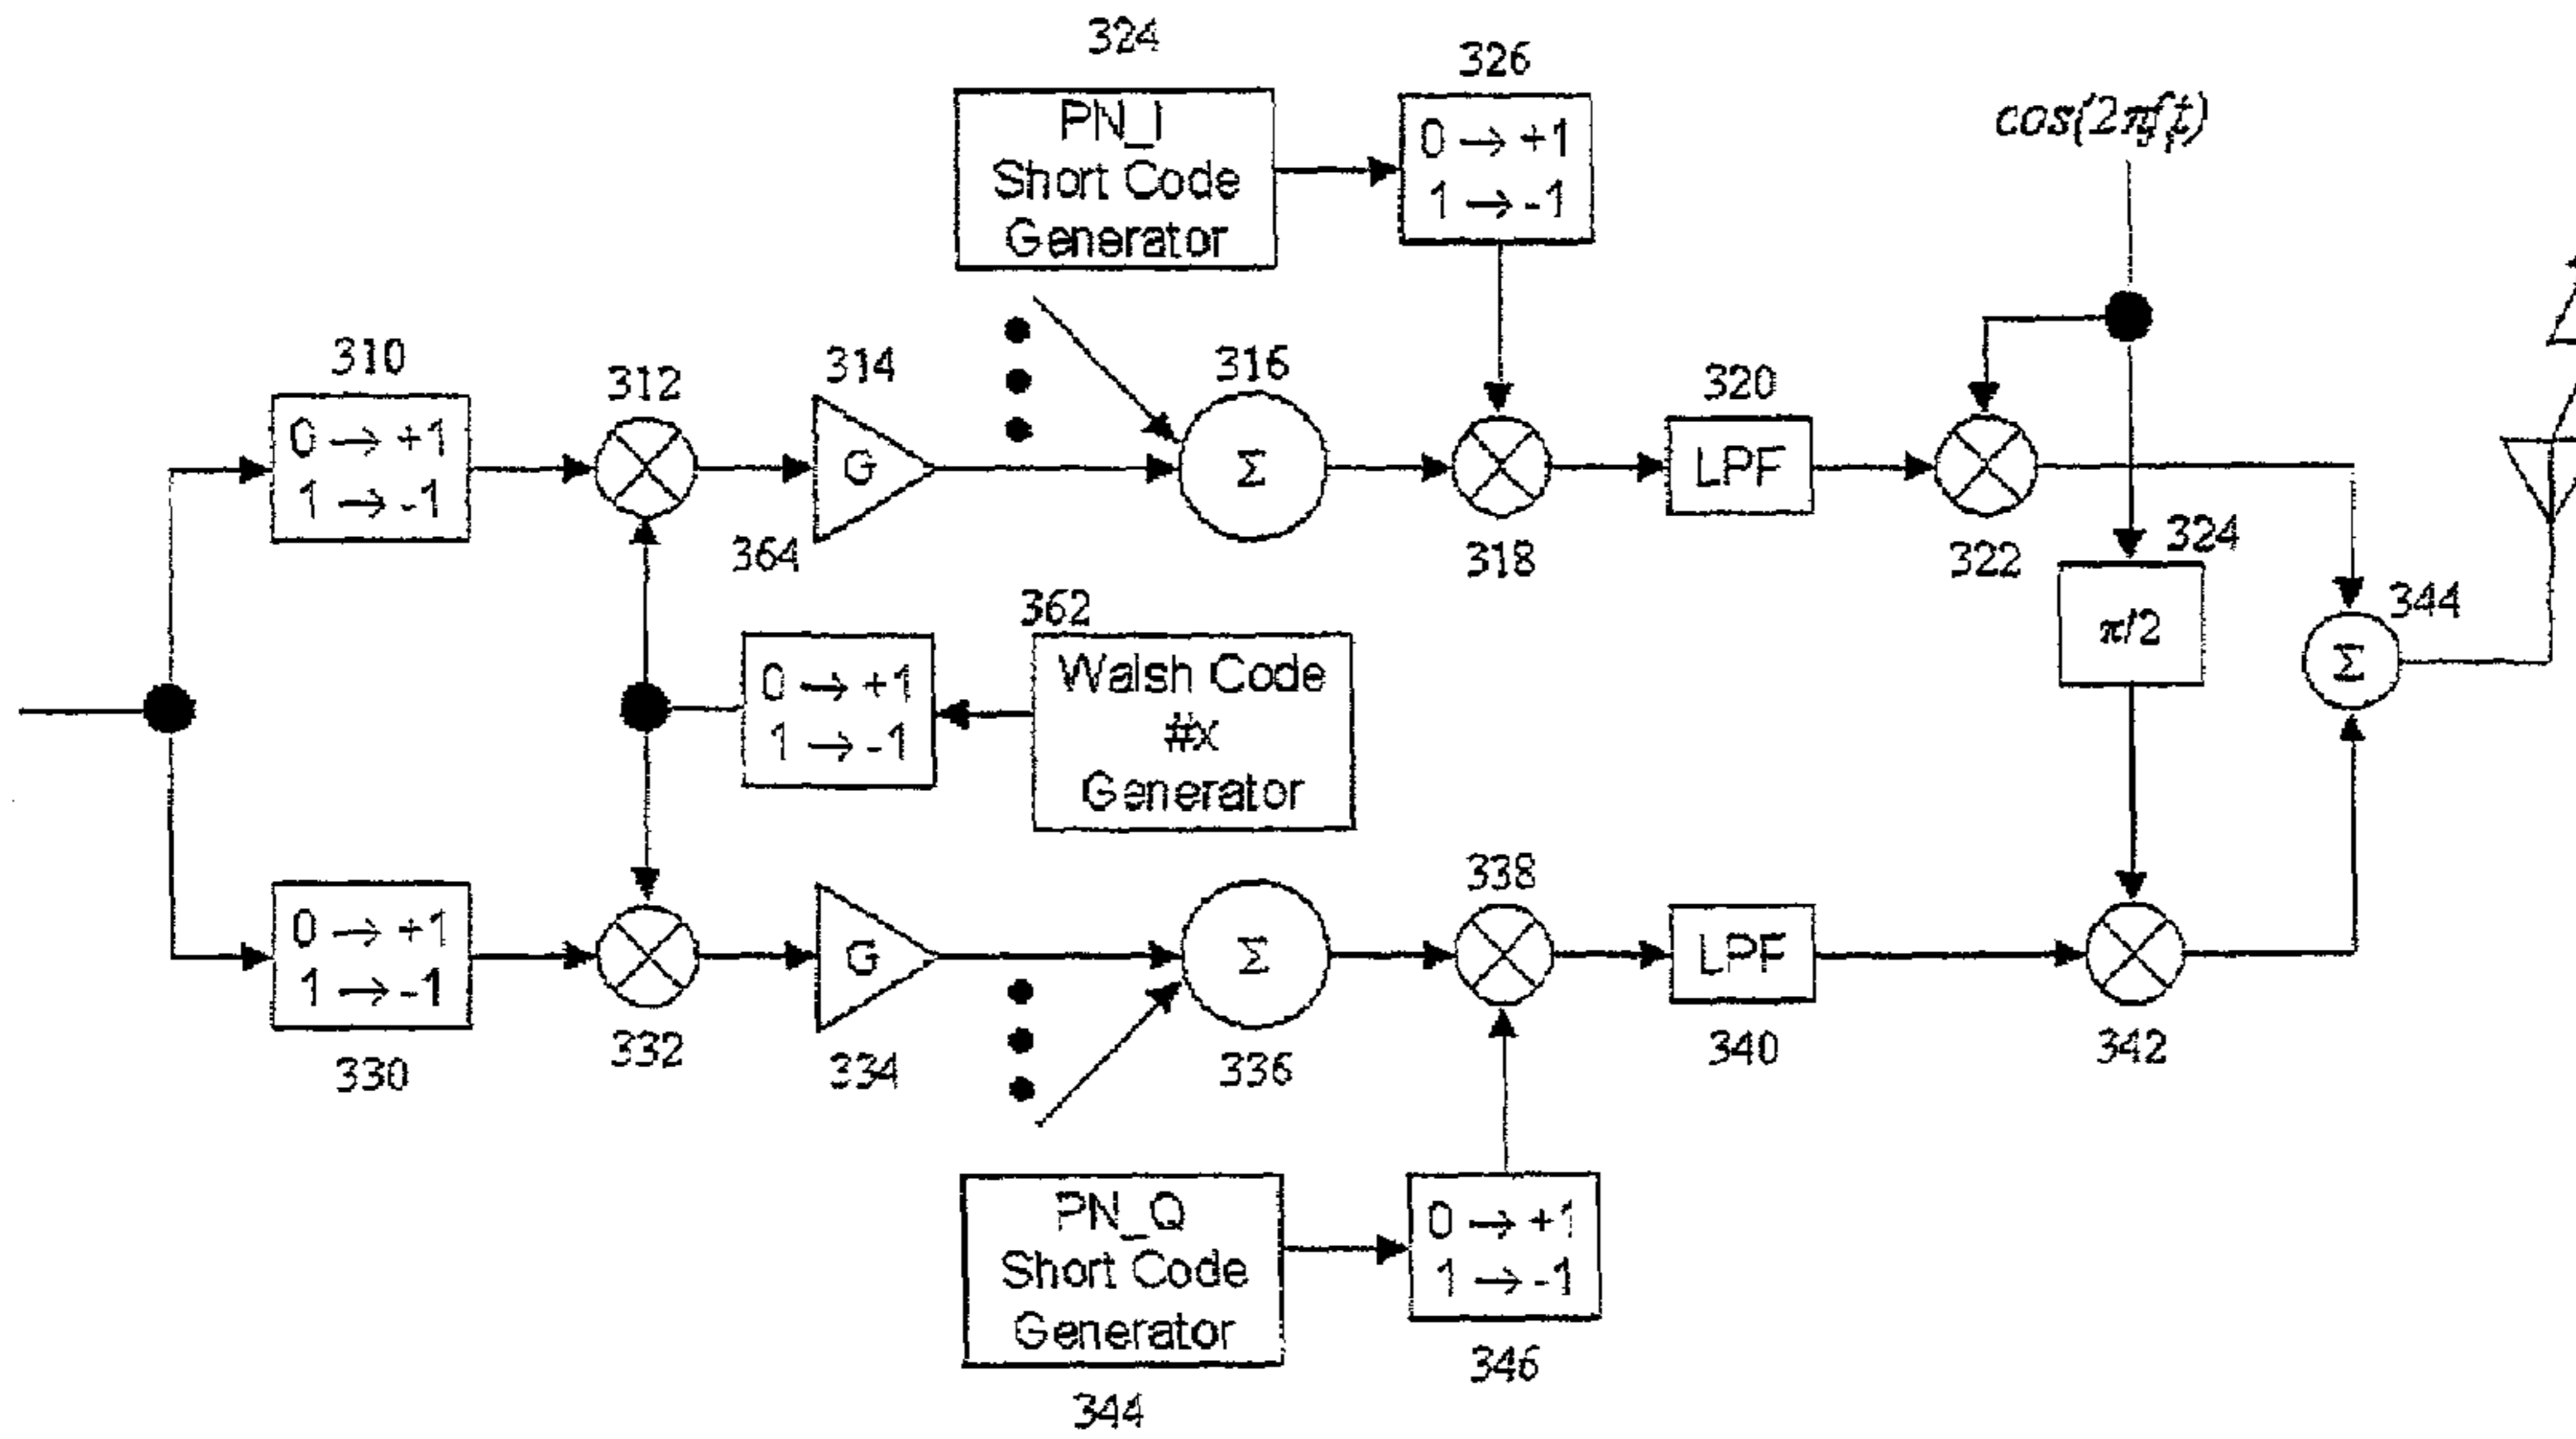 324
326
PN_I
Short Code
Generator
0 → +1
1 → -1
310
0 → +1
1 → -1
312
314
G
316
Σ
318
320
LPF
322
324
π/2
344
Σ
364
0 → +1
1 → -1
362
Walsh Code
#x
Generator
330
0 → +1
1 → -1
332
G
334
Σ
336
338
LPF
340
342
PN_Q
Short Code
Generator
344
0 → +1
1 → -1
346